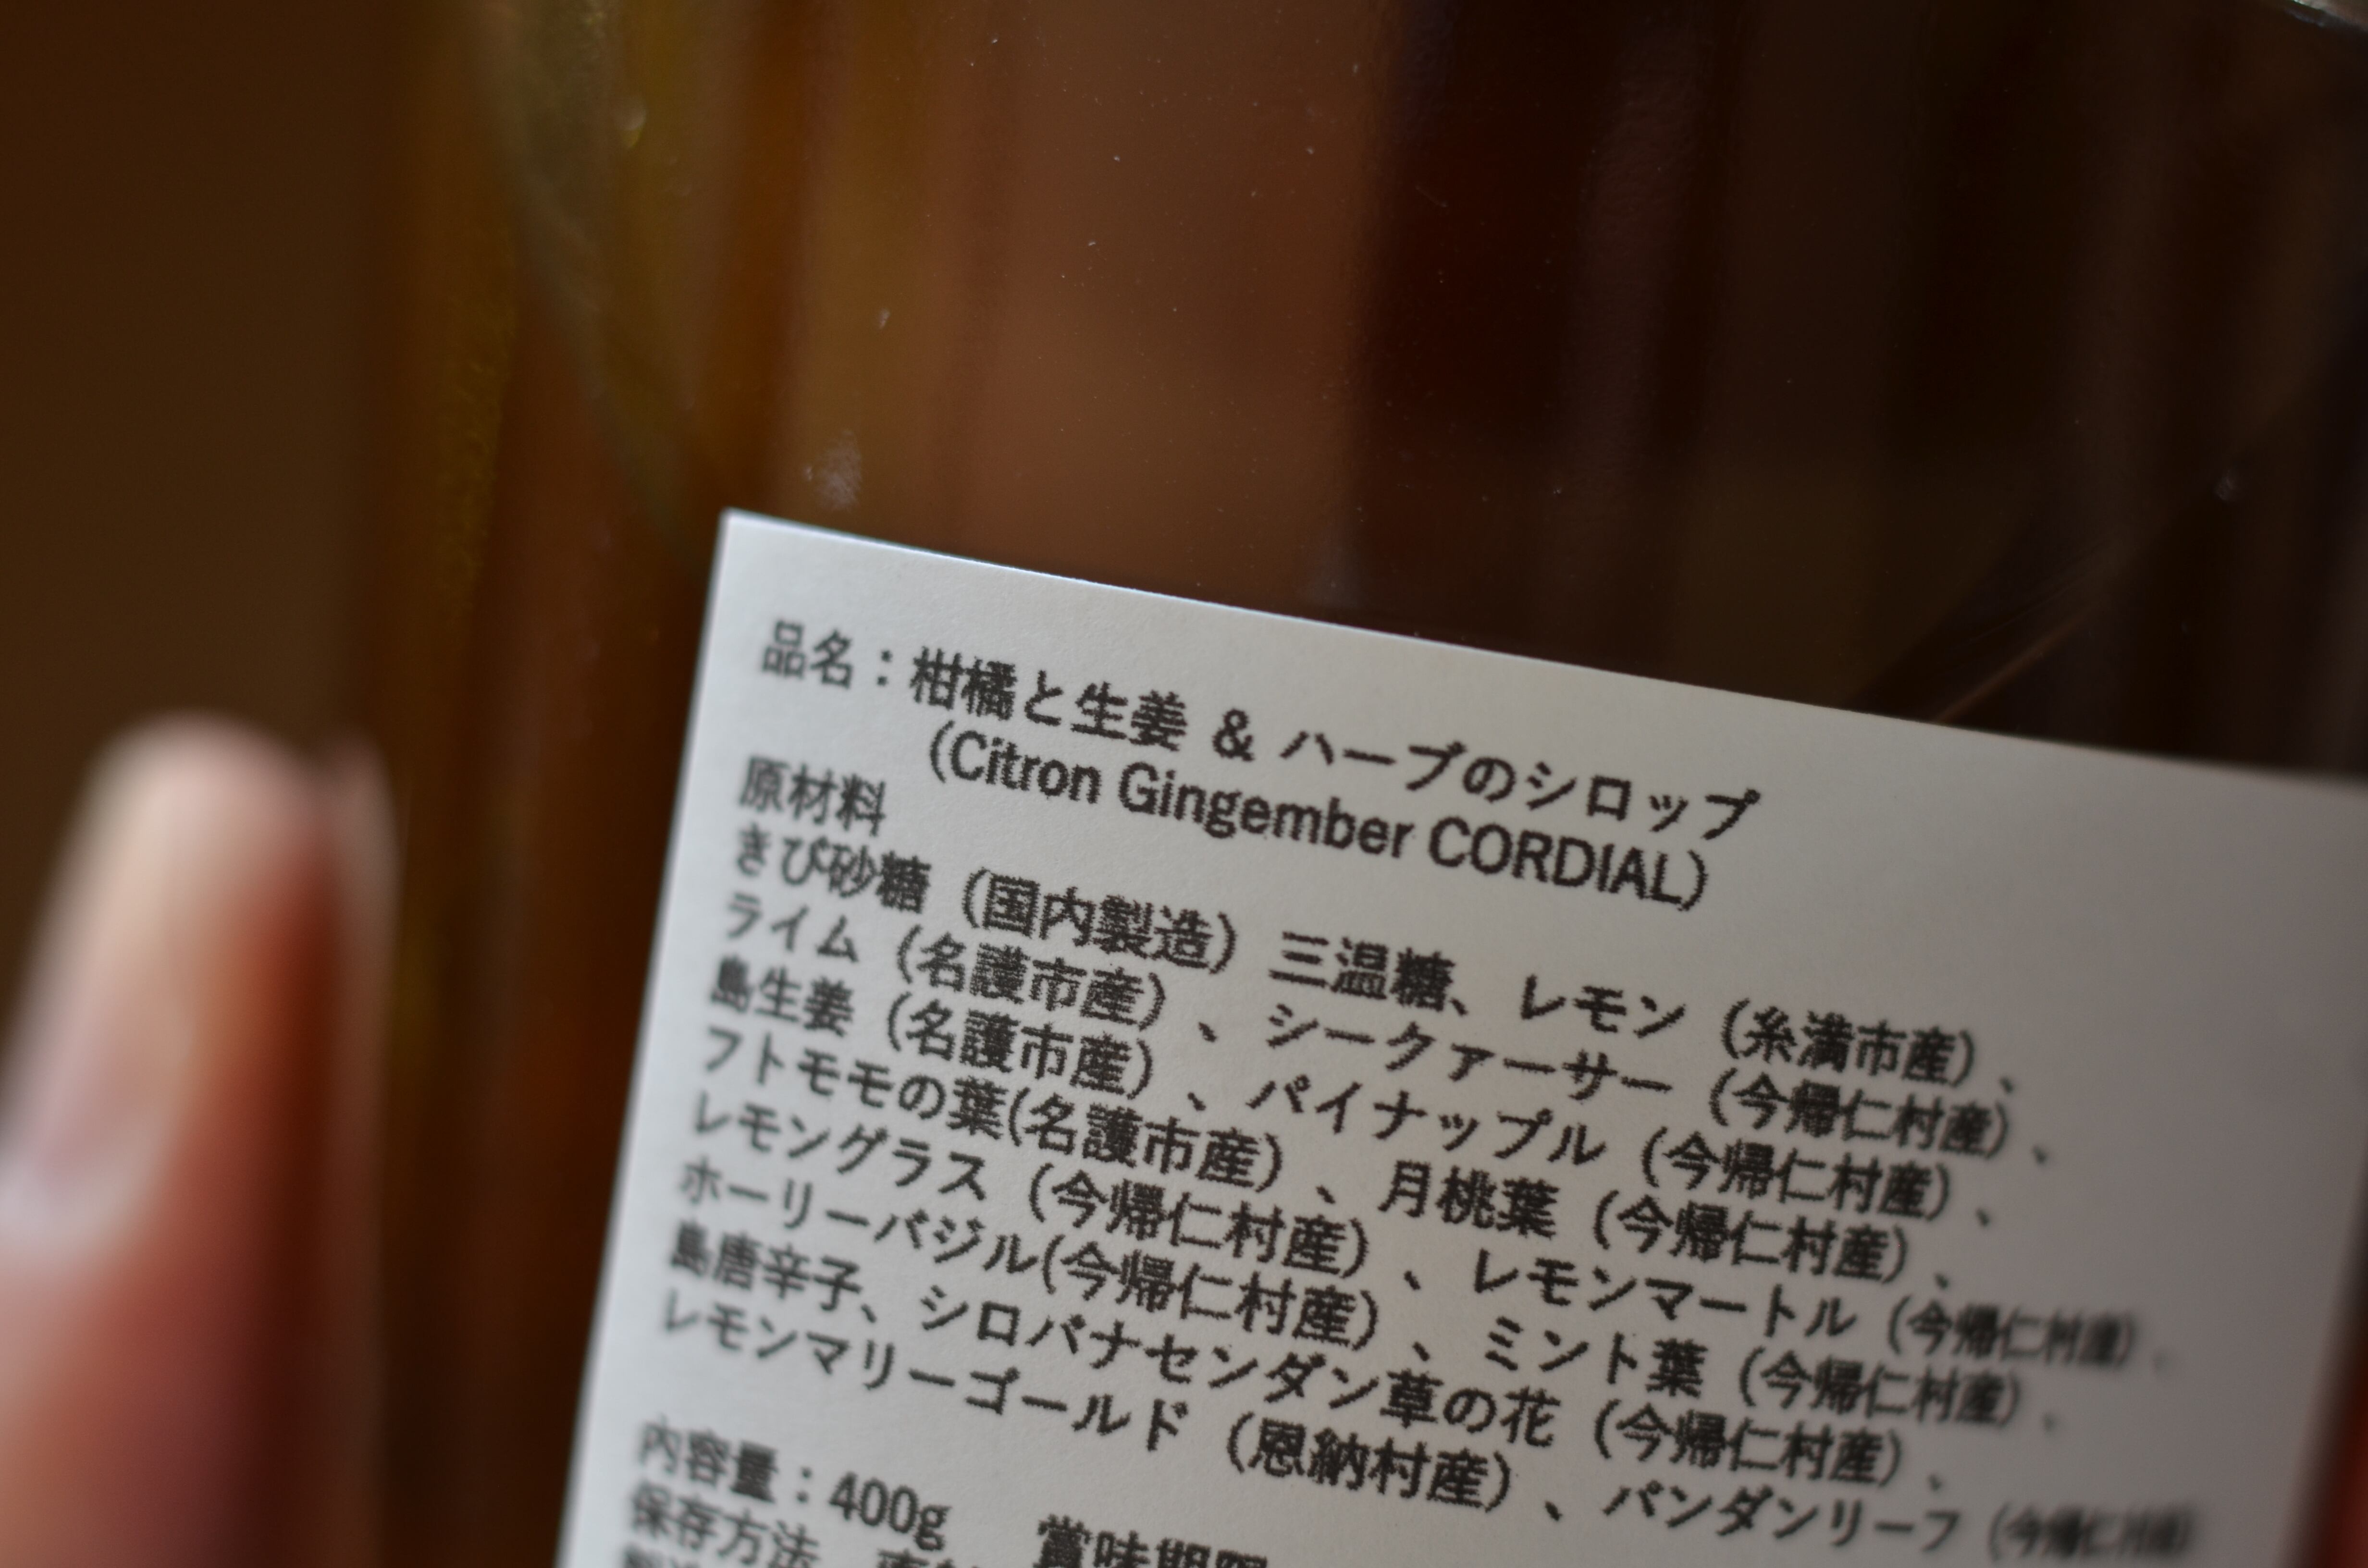 品名：柑橘と生姜 & ハーブのシロップ
(Citron Gingember CORDIAL)
原材料
きび砂糖（国内製造）三温糖、レモン（糸満市産）、
ライム（名護市産）、シークァーサー（今帰仁村産）、
島生姜（名護市産）、パイナップル（今帰仁村産）、
フトモモの葉(名護市産）、月桃葉（今帰仁村産）、
レモングラス（今帰仁村産）、レモンマートル（今帰仁村産）、
ホーリーバジル(今帰仁村産）、ミント葉（今帰仁村産）、
島唐辛子、シロバナセンダン草の花（今帰仁村産）、
レモンマリーゴールド（恩納村産）、パンダンリーフ（今帰仁村産）
内容量：400g 賞味期限
保存方法